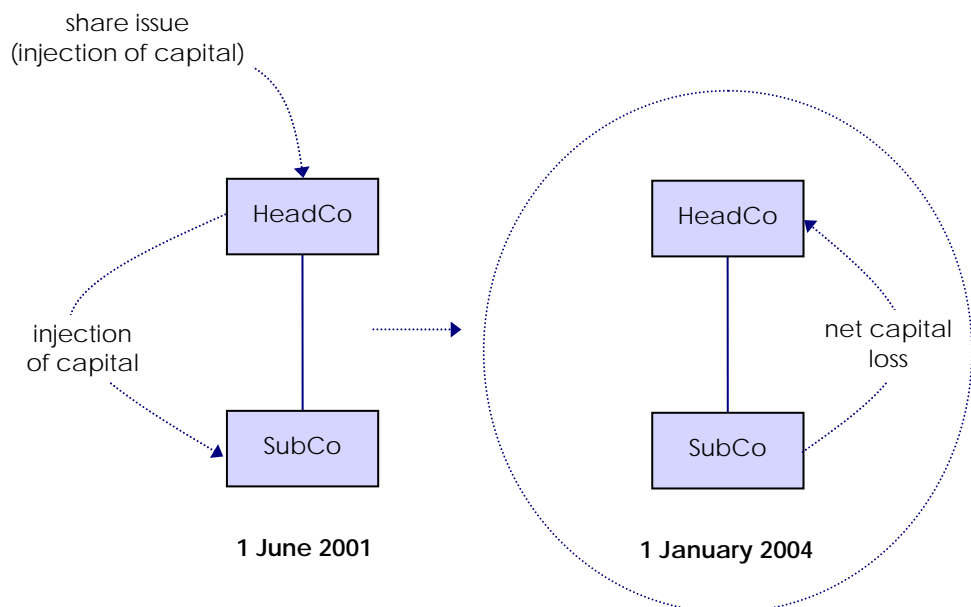 share issue
(injection of capital)
HeadCo
injection
of capital
SubCo
1 June 2001
HeadCo
net capital
loss
SubCo
1 January 2004